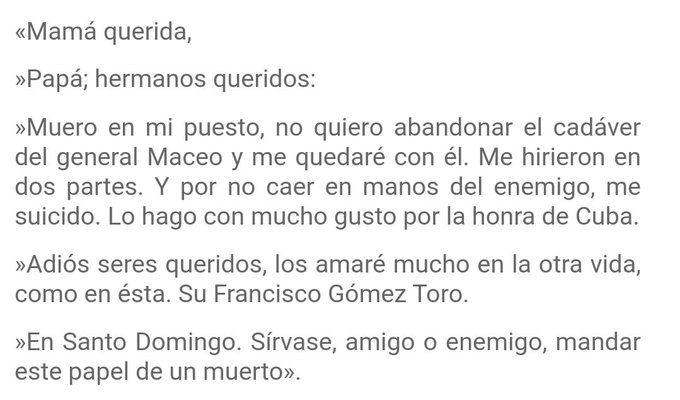 «Mamá querida,
»Papá; hermanos queridos:
»Muero en mi puesto, no quiero abandonar el cadáver
del general Maceo y me quedaré con él. Me hirieron en
dos partes. Y por no caer en manos del enemigo, me
suicido. Lo hago con mucho gusto por la honra de Cuba.
»Adiós seres queridos, los amaré mucho en la otra vida,
como en ésta. Su Francisco Gómez Toro.
»En Santo Domingo. Sírvase, amigo o enemigo, mandar
este papel de un muerto».